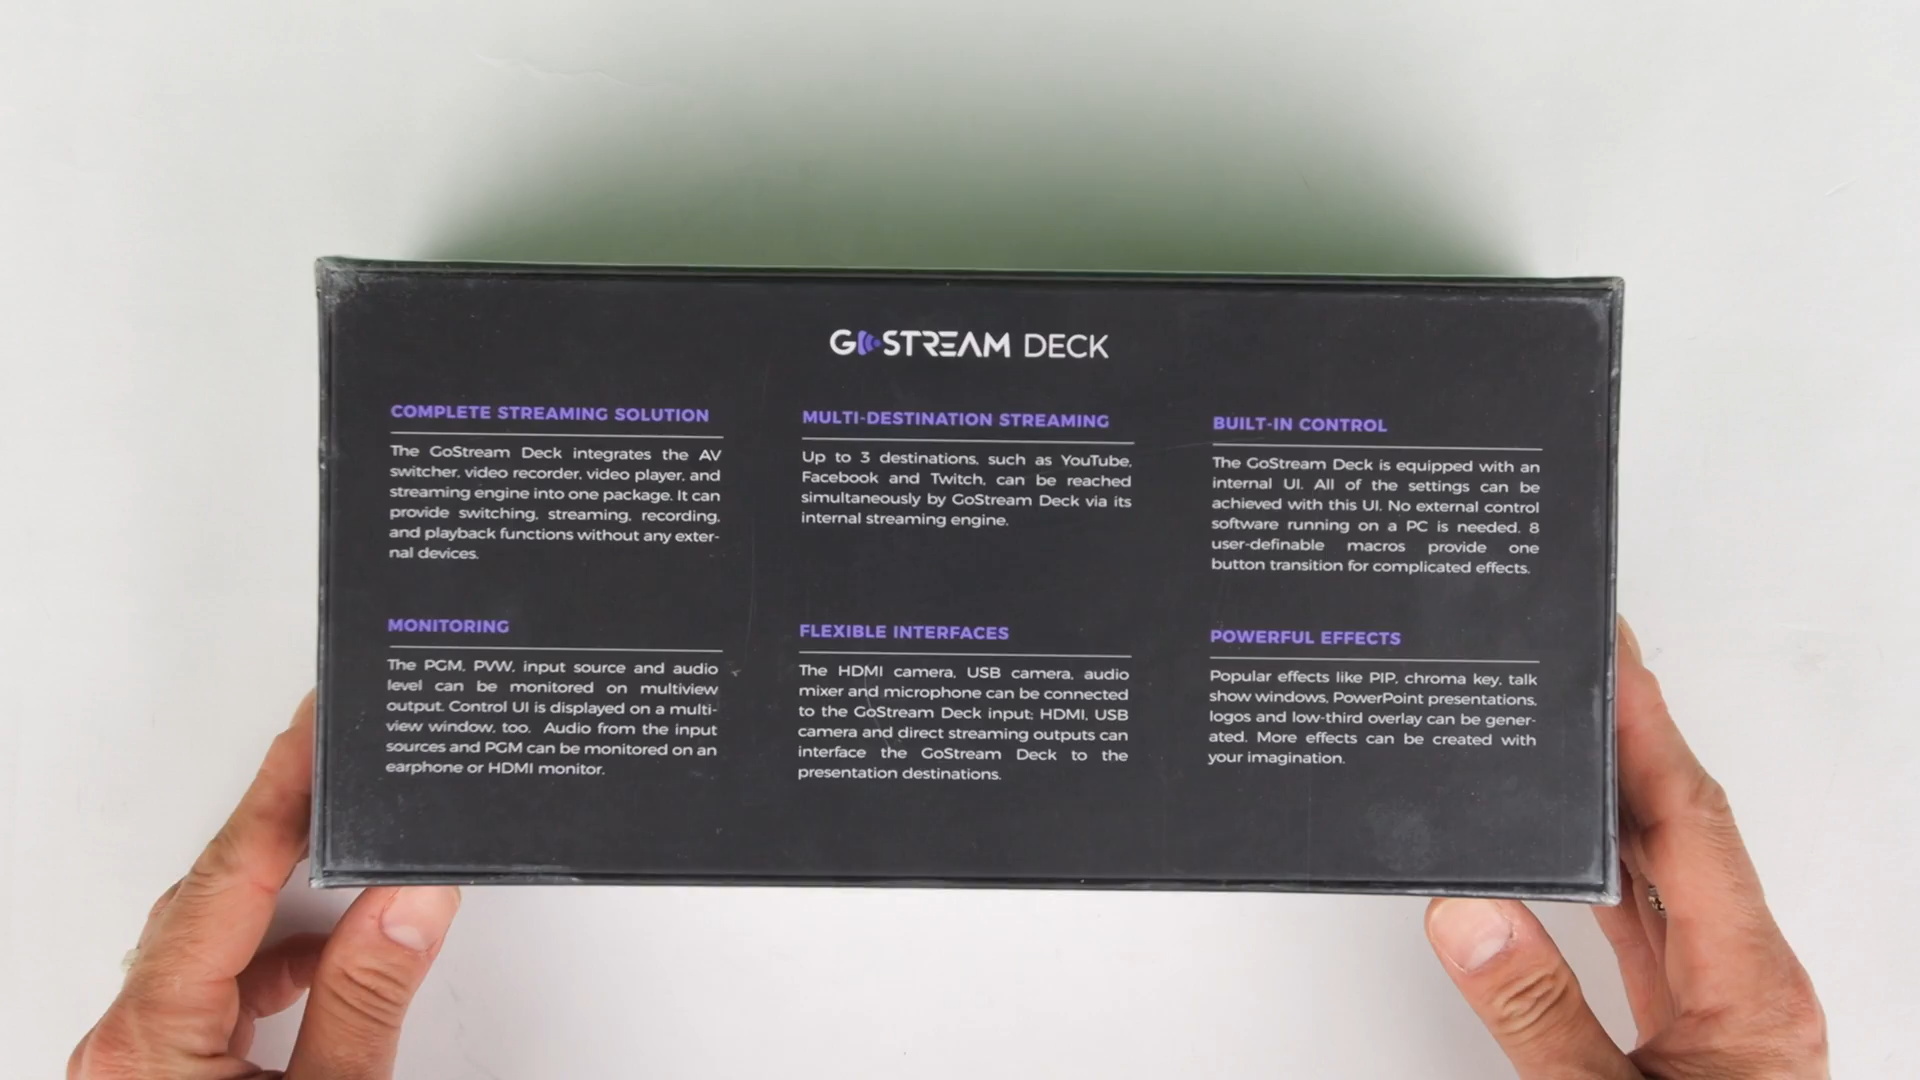 GOSTREAM DECK
COMPLETE STREAMING SOLUTION
The GoStream Deck integrates the AV
switcher, video recorder, video player, and
streaming engine into one package. It can
provide switching, streaming, recording,
and playback functions without any exter-
nal devices.
MULTI-DESTINATION STREAMING
Up to 3 destinations, such as YouTube,
Facebook and Twitch, can be reached
simultaneously by GoStream Deck via its
internal streaming engine.
BUILT-IN CONTROL
The GoStream Deck is equipped with an
internal UI. All of the settings can be
achieved with this UI. No external control
software running on a PC is needed. 8
user-definable macros provide one
button transition for complicated effects.
MONITORING
The PGM, PVW, input source and audio
level can be monitored on multiview
output. Control UI is displayed on a multi-
view window, too. Audio from the input
sources and PGM can be monitored on an
earphone or HDMI monitor.
FLEXIBLE INTERFACES
The HDMI camera, USB camera, audio
mixer and microphone can be connected
to the GoStream Deck input; HDMI, USB
camera and direct streaming outputs can
interface the GoStream Deck to the
presentation destinations.
POWERFUL EFFECTS
Popular effects like PIP, chroma key, talk
show windows, PowerPoint presentations,
logos and low-third overlay can be gener-
ated. More effects can be created with
your imagination.